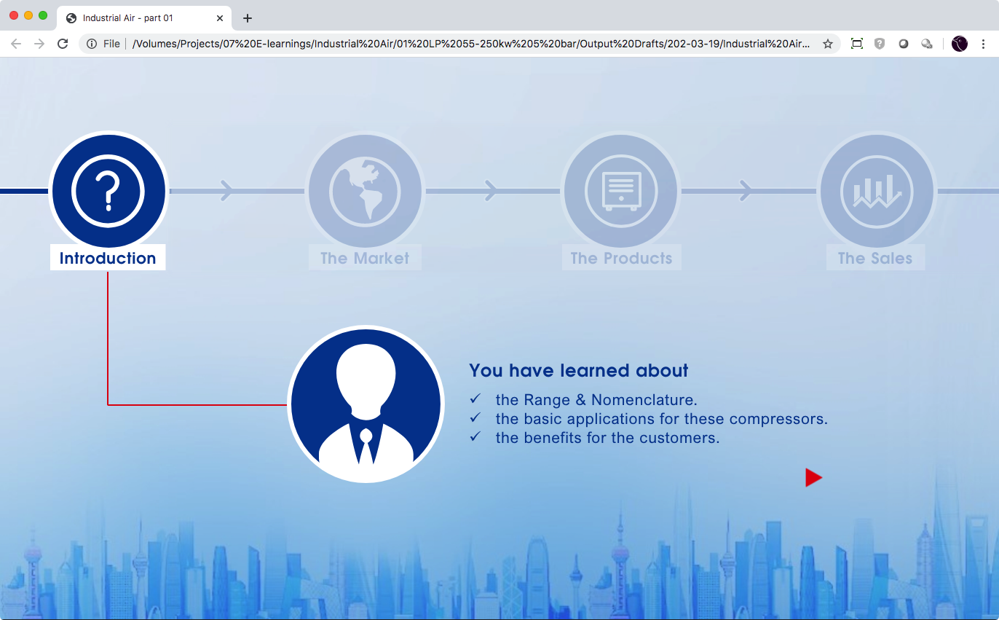 Industrial Air - part 01
File
/Volumes/Projects/07%20E-learnings/Industrial%20Air/01%20LP%2055-250kw%205%20bar/Output%20Drafts/202-03-19/Industrial%20Air...
Introduction
The Market
The Products
The Sales
You have learned about
✓ the Range & Nomenclature.
✓ the basic applications for these compressors.
✓ the benefits for the customers.